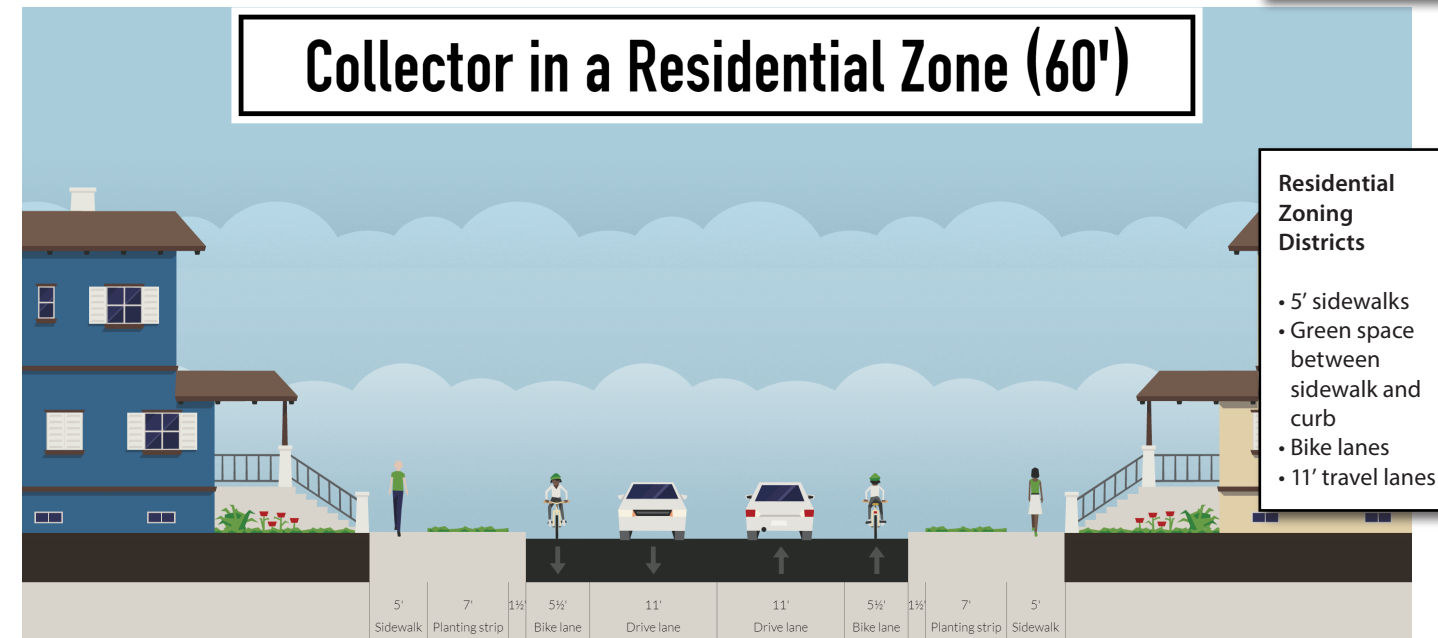 Collector in a Residential Zone (60')
Residential
Zoning
Districts
• 5’ sidewalks
• Green space
between
sidewalk and
curb
• Bike lanes
• 11’ travel lanes
5' 7' 1½' 5½' 11' 11' 5½' 1½' 7' 5'
Sidewalk Planting strip Bike lane Drive lane Drive lane Bike lane Planting strip Sidewalk